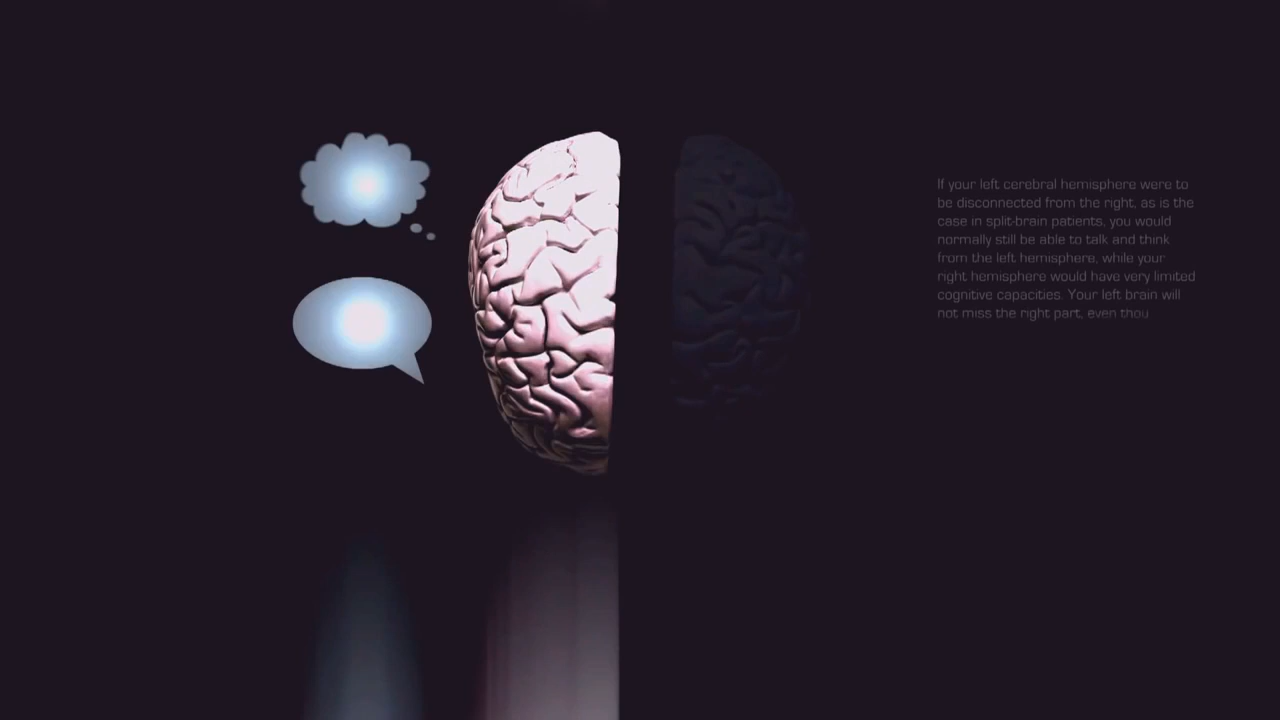 If your left cerebral hemisphere were to
be disconnected from the right, as is the
case in split-brain patients, you would
normally still be able to talk and think
from the left hemisphere, while your
right hemisphere would have very limited
cognitive capacities. Your left brain will
not miss the right part, even thou